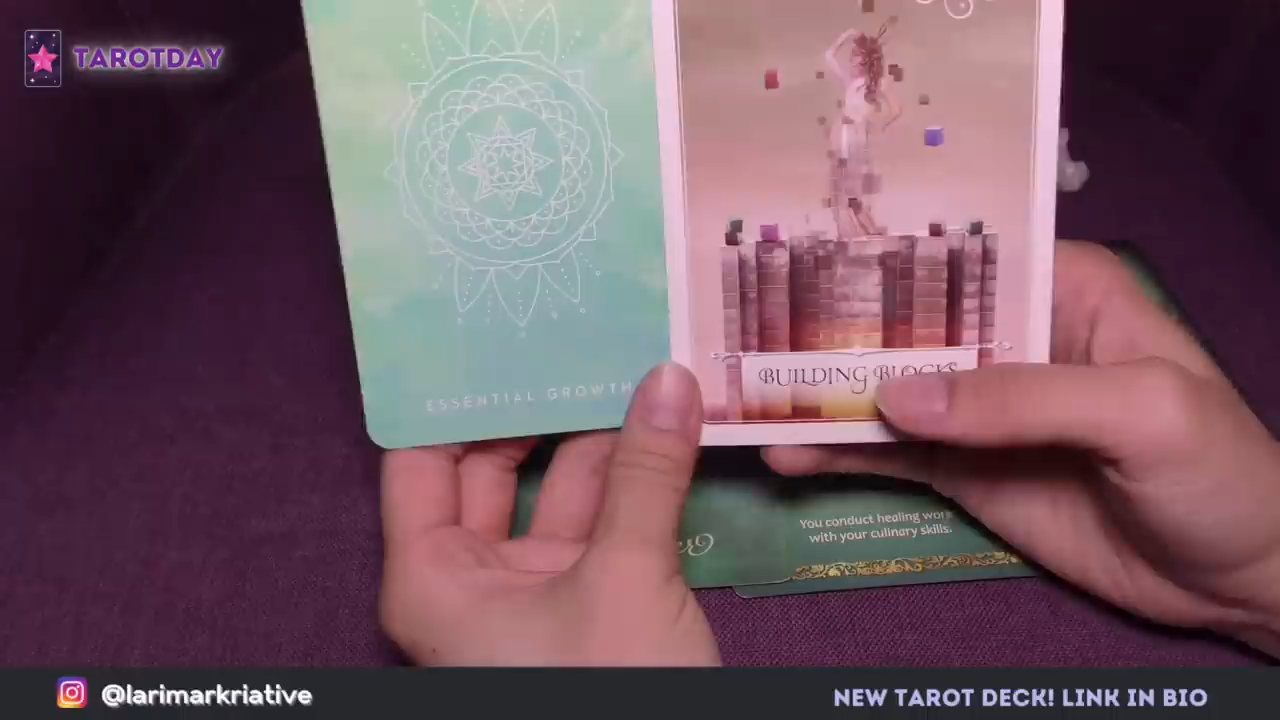 TAROTDAY
ESSENTIAL GROWTH
BUILDING BLOCKS
You conduct healing work
with your culinary skills.
@larimarkriative
NEW TAROT DECK! LINK IN BIO